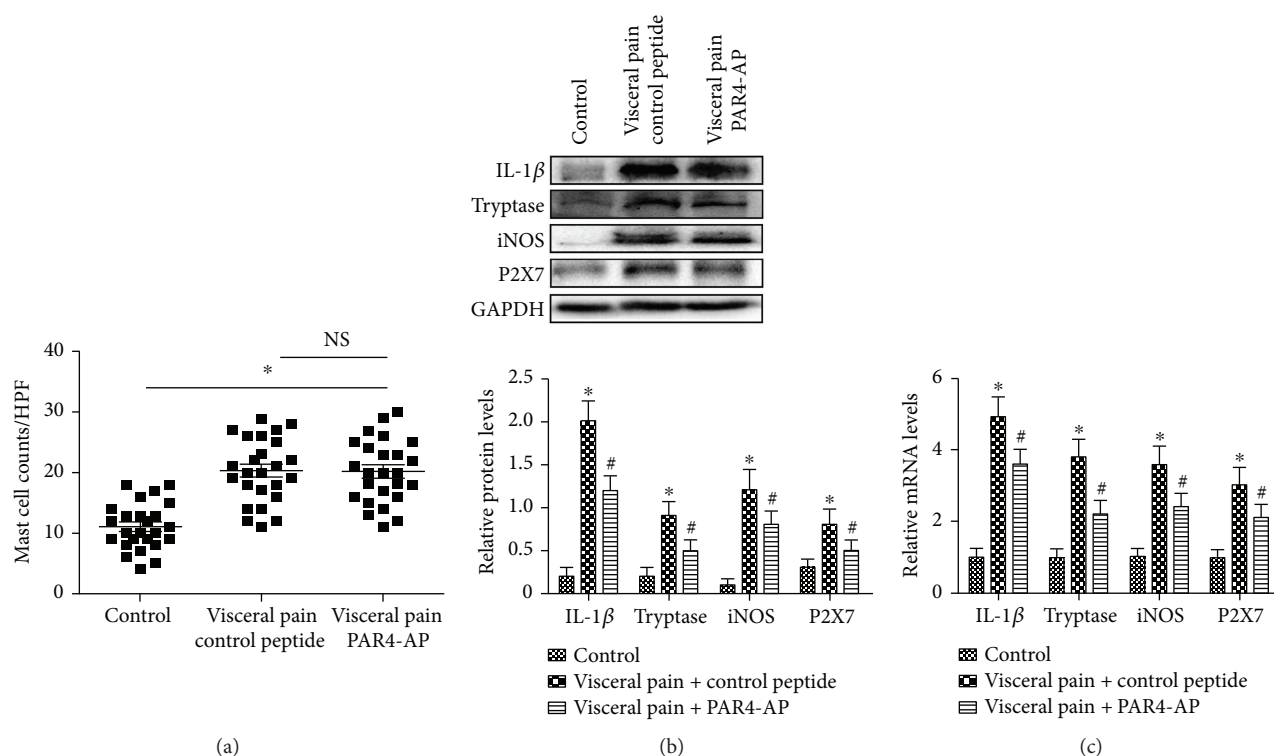 Control
Visceral pain
control peptide
Visceral pain
PAR4-AP
IL-1β
Tryptase
iNOS
P2X7
GAPDH
Mast cell counts/HPF
40
30
20
10
0
NS
*
Control
Visceral pain
control peptide
Visceral pain
PAR4-AP
(a)
Relative protein levels
2.5
2.0
1.5
1.0
0.5
0
*
#
*
#
*
#
*
#
IL-1β
Tryptase
iNOS
P2X7
Control
Visceral pain + control peptide
Visceral pain + PAR4-AP
(b)
Relative mRNA levels
6
4
2
0
*
#
*
#
*
#
*
#
IL-1β
Tryptase
iNOS
P2X7
Control
Visceral pain + control peptide
Visceral pain + PAR4-AP
(c)